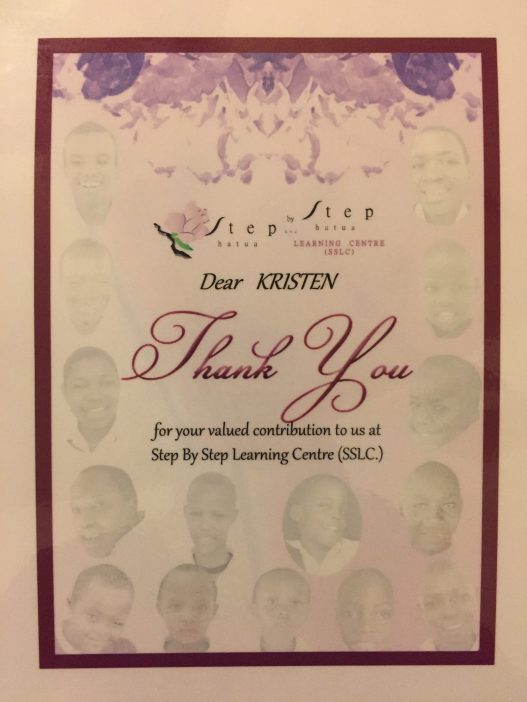 Step by Step
hatua ... hatua
LEARNING CENTRE
(SSLC)
Dear KRISTEN
Thank You
for your valued contribution to us at
Step By Step Learning Centre (SSLC.)